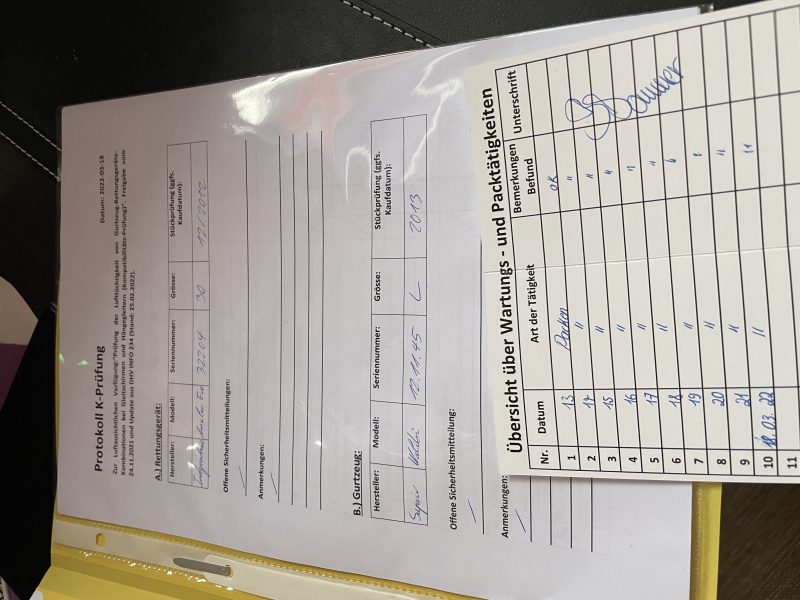 Protokoll K-Prüfung
Datum: 2022-03-18
Zur Luftaufsichtlichen Verfügung:"Prüfung der Lufttüchtigkeit von Gurtzeug-Rettungsgeräte-
Kombinationen bei Gleitschirmen und Hängegleitern (Kompatibilitäts-Prüfung)". Freigabe vom
24.11.2021 und Update aus DHV INFO 234 (Stand: 25.02.2022).
A.) Rettungsgerät:
Hersteller: Modell: Seriennummer: Grösse: Stückprüfung (ggfs. Kaufdatum):
32204 30 12/2012
Offene Sicherheitsmitteilungen:
Anmerkungen:
B.) Gurtzeug:
Hersteller: Modell: Seriennummer: Grösse: Stückprüfung (ggfs. Kaufdatum):
12.11.45 L 2013
Offene Sicherheitsmitteilung:
Anmerkungen:
Übersicht über Wartungs - und Packtätigkeiten
Nr. Datum Art der Tätigkeit Bemerkungen Befund Unterschrift
1 13 Packen OK
2 14 " "
3 15 " "
4 16 " "
5 17 " "
6 18 " "
7 19 " "
8 20 " "
9 21 " "
10 18.03.22 " "
11